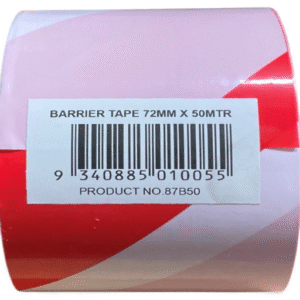 BARRIER TAPE 72MM X 50MTR
9 340885 010055
PRODUCT NO.87B50